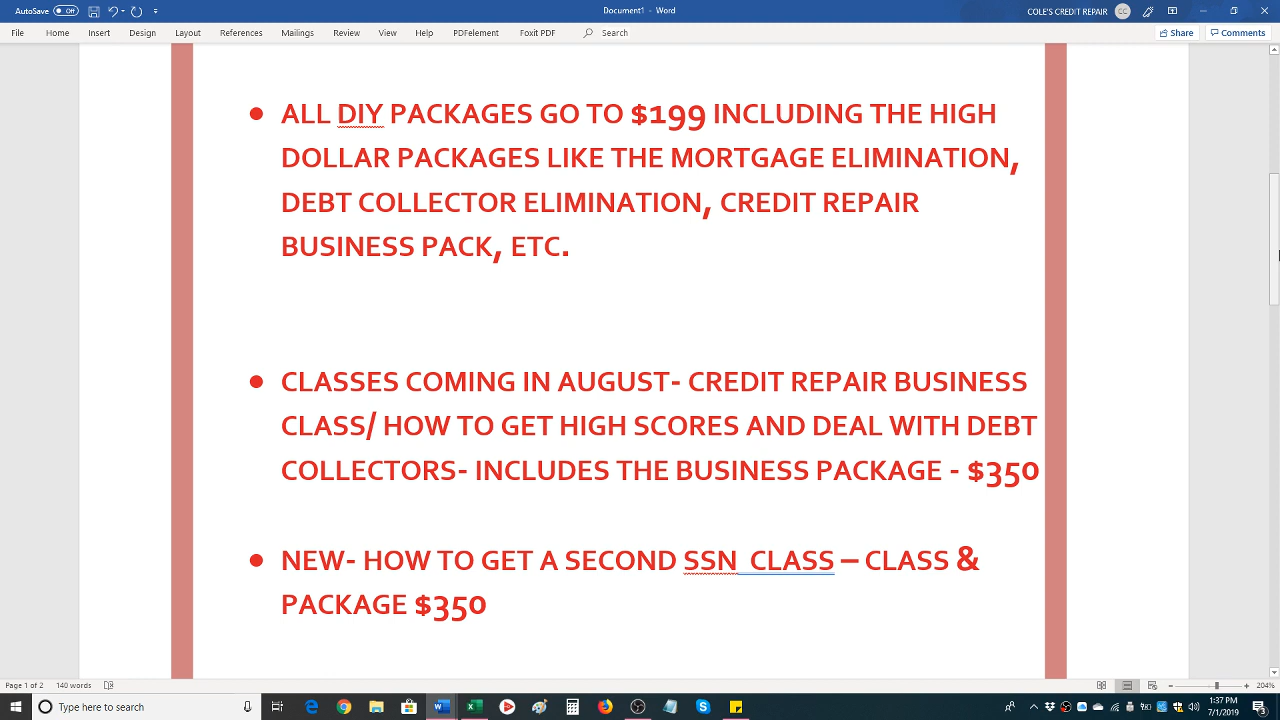 AutoSave Off Document1 - Word COLE'S CREDIT REPAIR CC
File Home Insert Design Layout References Mailings Review View Help PDFelement Foxit PDF Search Share Comments
ALL DIY PACKAGES GO TO $199 INCLUDING THE HIGH
DOLLAR PACKAGES LIKE THE MORTGAGE ELIMINATION,
DEBT COLLECTOR ELIMINATION, CREDIT REPAIR
BUSINESS PACK, ETC.
CLASSES COMING IN AUGUST- CREDIT REPAIR BUSINESS
CLASS/ HOW TO GET HIGH SCORES AND DEAL WITH DEBT
COLLECTORS- INCLUDES THE BUSINESS PACKAGE - $350
NEW- HOW TO GET A SECOND SSN CLASS – CLASS &
PACKAGE $350
Page 1 of 2 140 words 204%
Type here to search 1:37 PM
7/1/2019